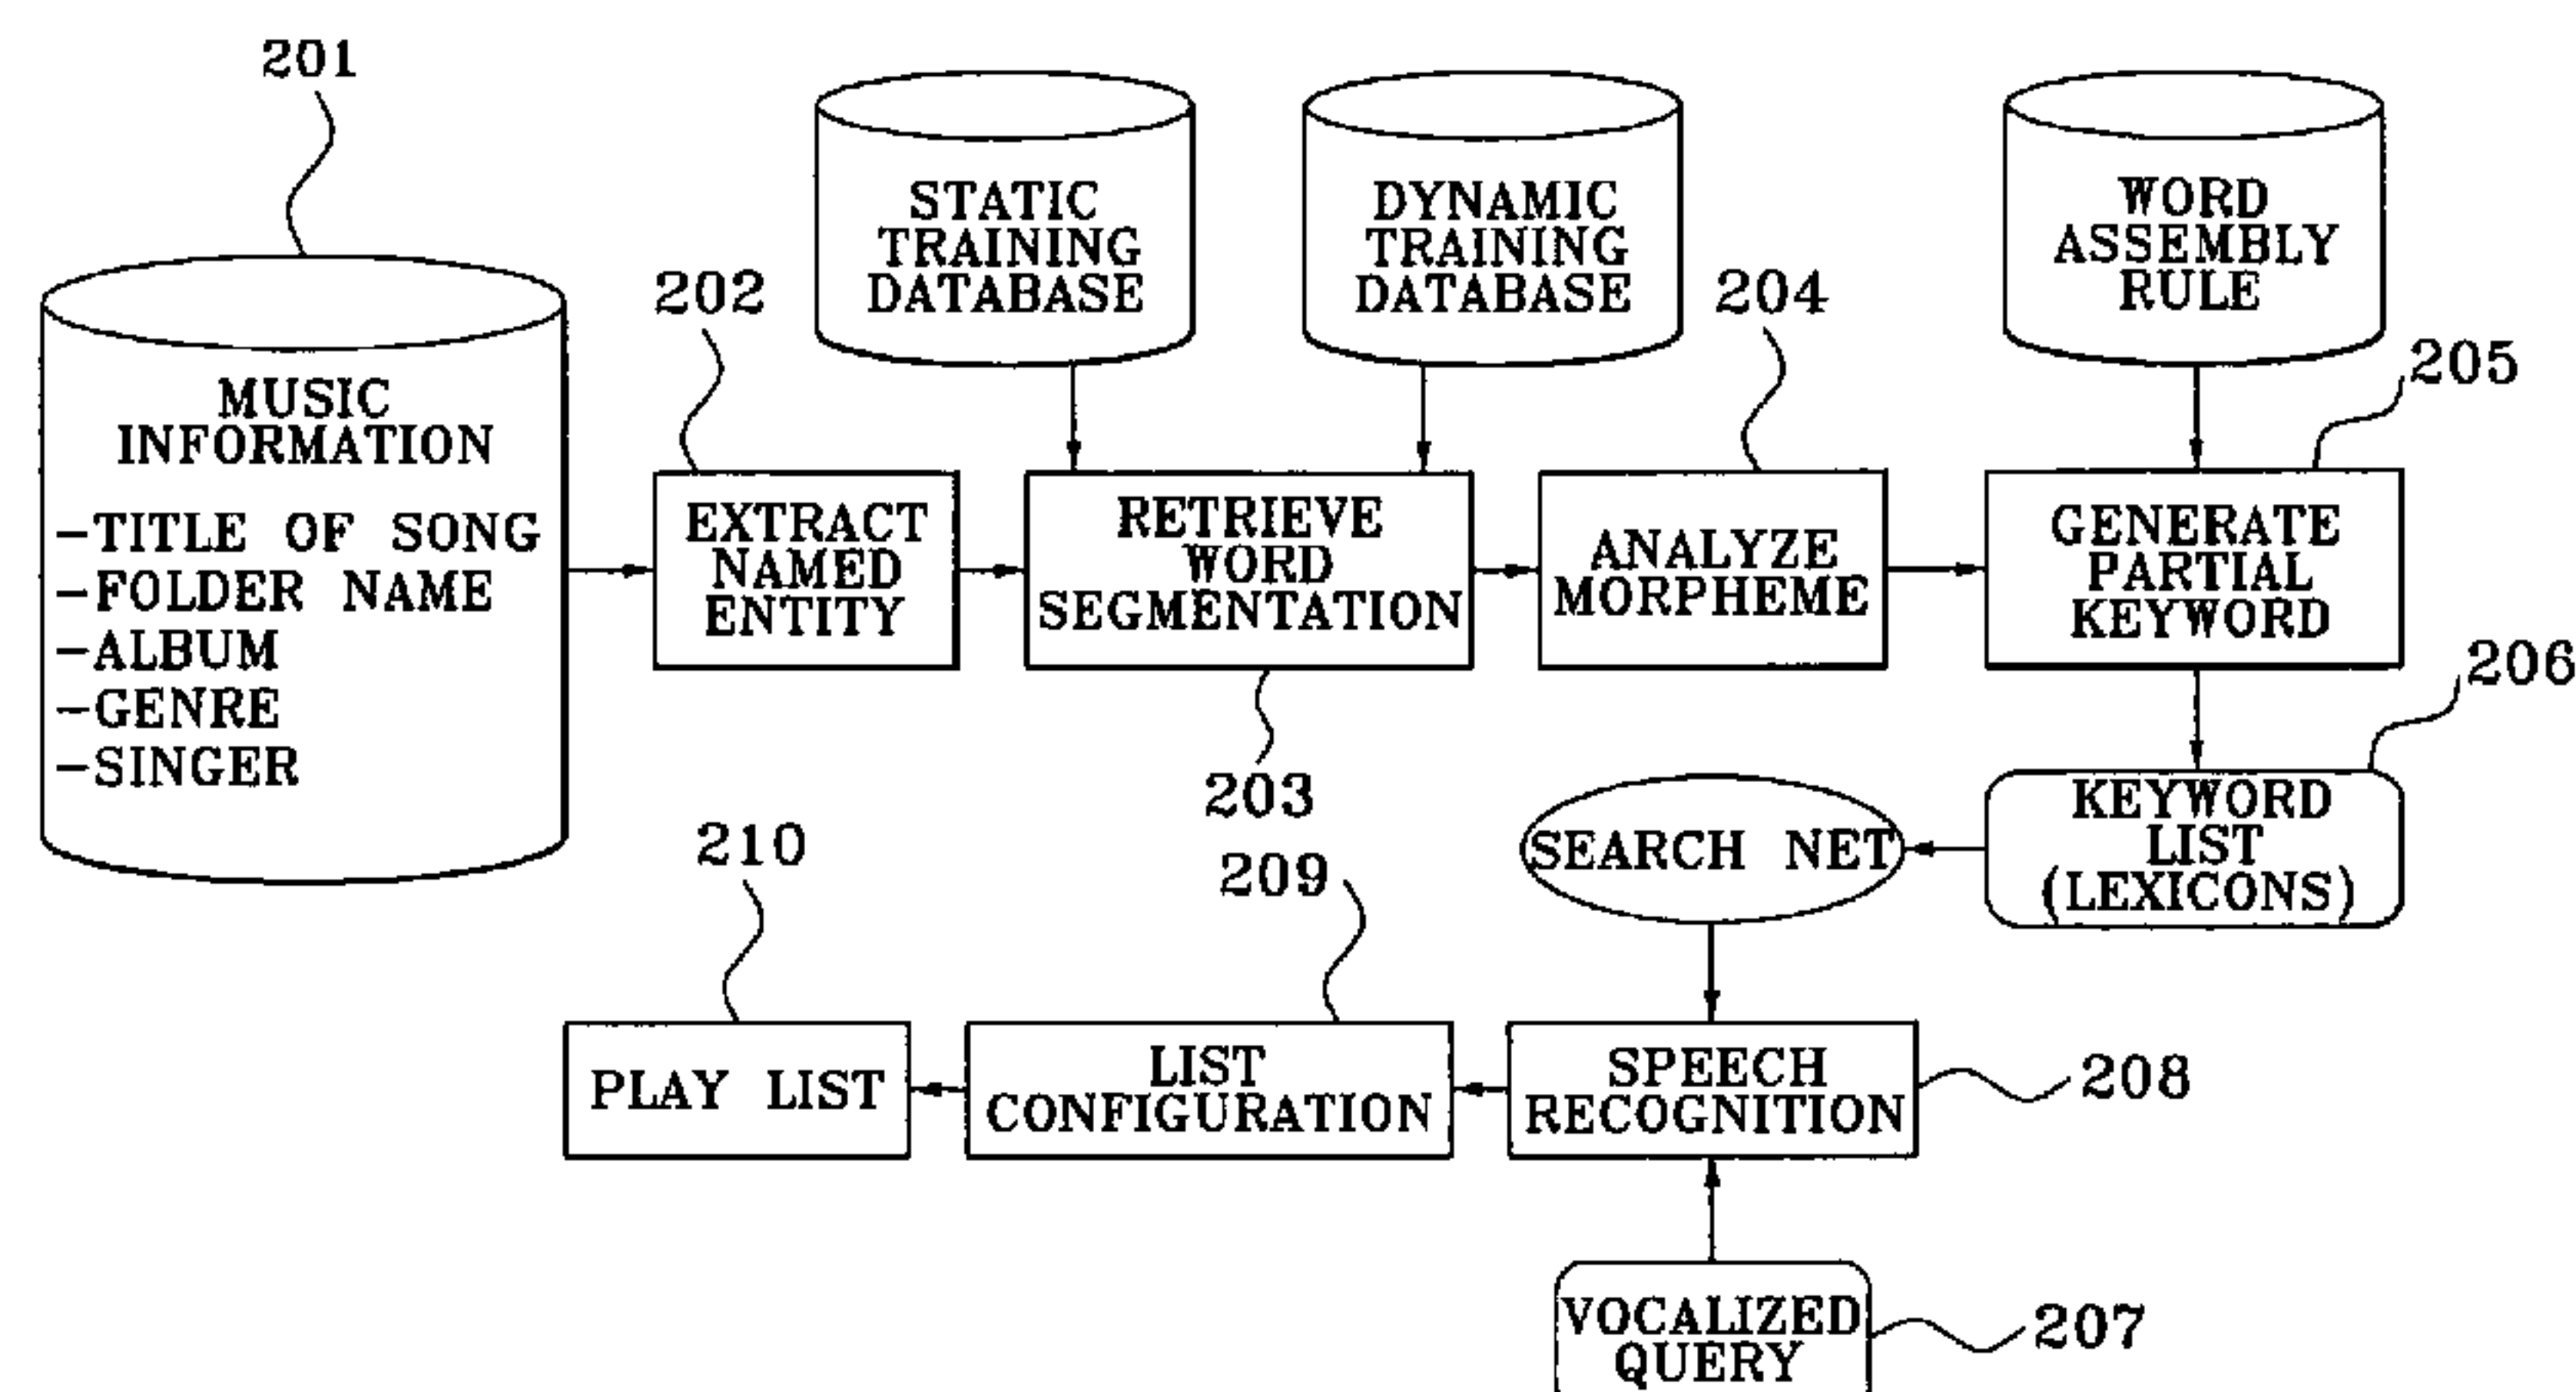 201
STATIC
TRAINING
DATABASE
DYNAMIC
TRAINING
DATABASE
WORD
ASSEMBLY
RULE
202
204
205
MUSIC
INFORMATION
-TITLE OF SONG
-FOLDER NAME
-ALBUM
-GENRE
-SINGER
EXTRACT
NAMED
ENTITY
RETRIEVE
WORD
SEGMENTATION
ANALYZE
MORPHEME
GENERATE
PARTIAL
KEYWORD
203
206
SEARCH NET
KEYWORD
LIST
(LEXICONS)
210
209
PLAY LIST
LIST
CONFIGURATION
SPEECH
RECOGNITION
208
VOCALIZED
QUERY
207